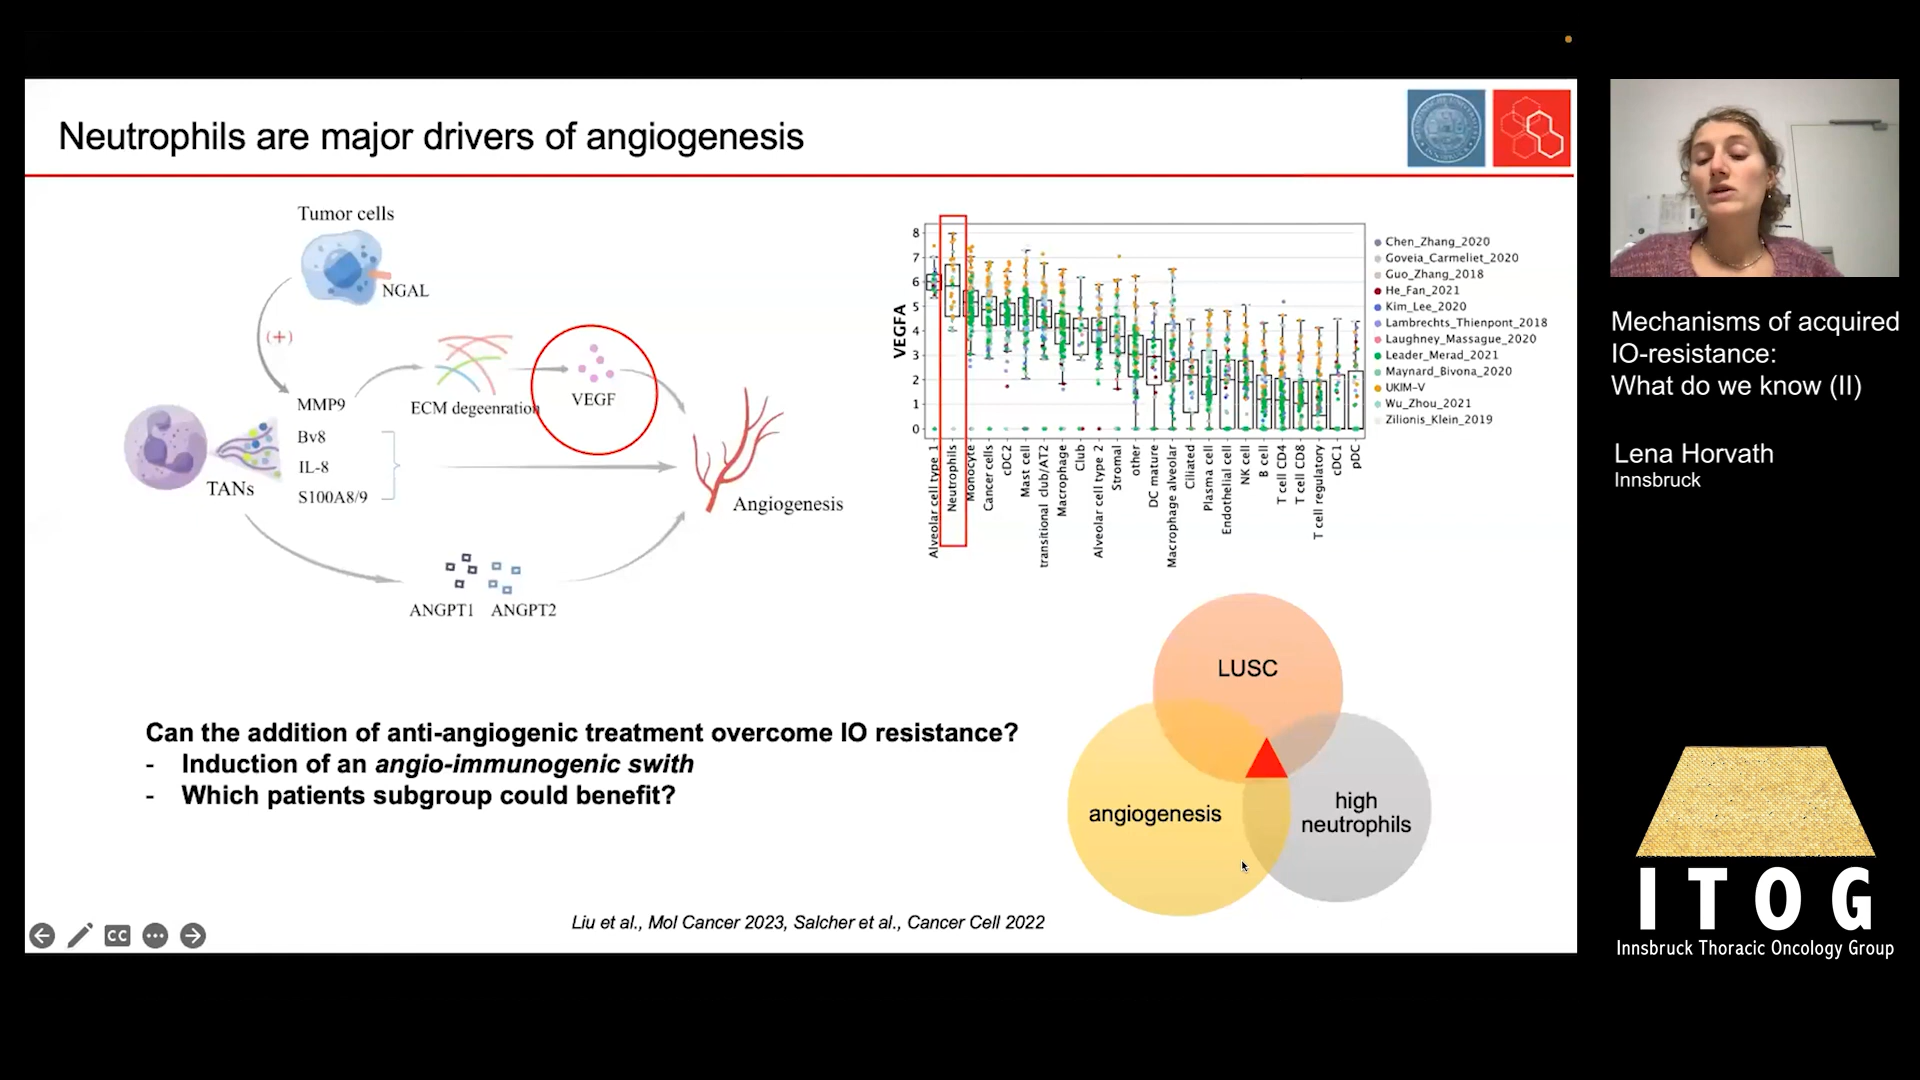 Neutrophils are major drivers of angiogenesis
Tumor cells
NGAL
(+)
MMP9
Bv8
IL-8
S100A8/9
TANs
ECM degeenration
VEGF
Angiogenesis
ANGPT1 ANGPT2
VEGFA
8
7
6
5
4
3
2
1
0
Alveolar cell type 1
Neutrophils
Monocyte
Cancer cells
cDC2
Mast cell
transitional club/AT2
Macrophage
Club
Alveolar cell type 2
Stromal
other
DC mature
Macrophage alveolar
Ciliated
Plasma cell
Endothelial cell
NK cell
B cell
T cell CD4
T cell CD8
T cell regulatory
cDC1
pDC
Chen_Zhang_2020
Goveia_Carmeliet_2020
Guo_Zhang_2018
He_Fan_2021
Kim_Lee_2020
Lambrechts_Thienpont_2018
Laughney_Massague_2020
Leader_Merad_2021
Maynard_Bivona_2020
UKIM-V
Wu_Zhou_2021
Zilionis_Klein_2019
Can the addition of anti-angiogenic treatment overcome IO resistance?
- Induction of an angio-immunogenic swith
- Which patients subgroup could benefit?
LUSC
angiogenesis
high
neutrophils
Liu et al., Mol Cancer 2023, Salcher et al., Cancer Cell 2022
CC
Mechanisms of acquired
IO-resistance:
What do we know (II)
Lena Horvath
Innsbruck
ITOG
Innsbruck Thoracic Oncology Group